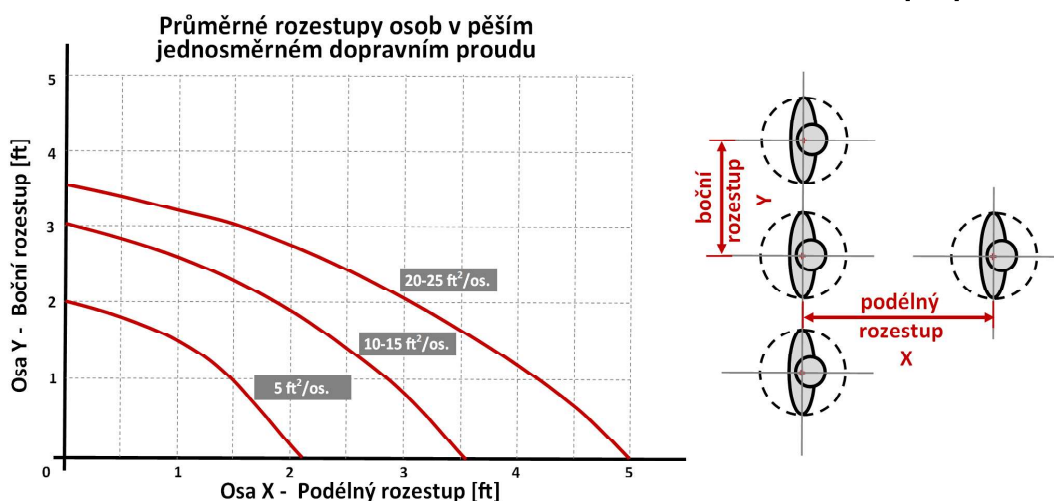 Průměrné rozestupy osob v pěším
jednosměrném dopravním proudu
Osa Y - Boční rozestup [ft]
5
4
3
2
1
0
1
2
3
4
5
20-25 ft²/os.
10-15 ft²/os.
5 ft²/os.
Osa X - Podélný rozestup [ft]
boční
rozestup
Y
podélný
rozestup
X